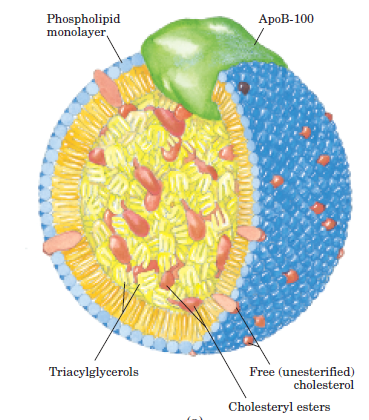 Phospholipid
monolayer
ApoB-100
Triacylglycerols
Free (unesterified)
cholesterol
Cholesteryl esters